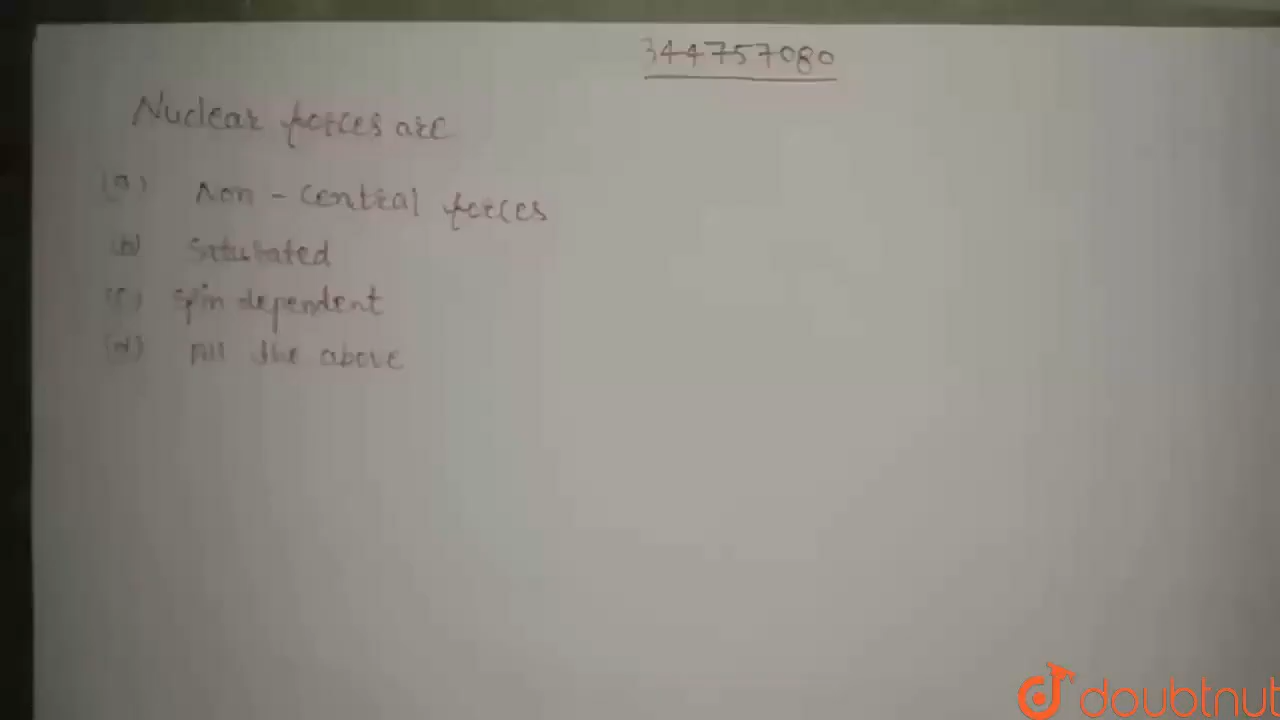 344757080
Nuclear forces are
(a) Non - central forces
(b) Saturated
(c) Spin dependent
(d) All the above
doubtnut